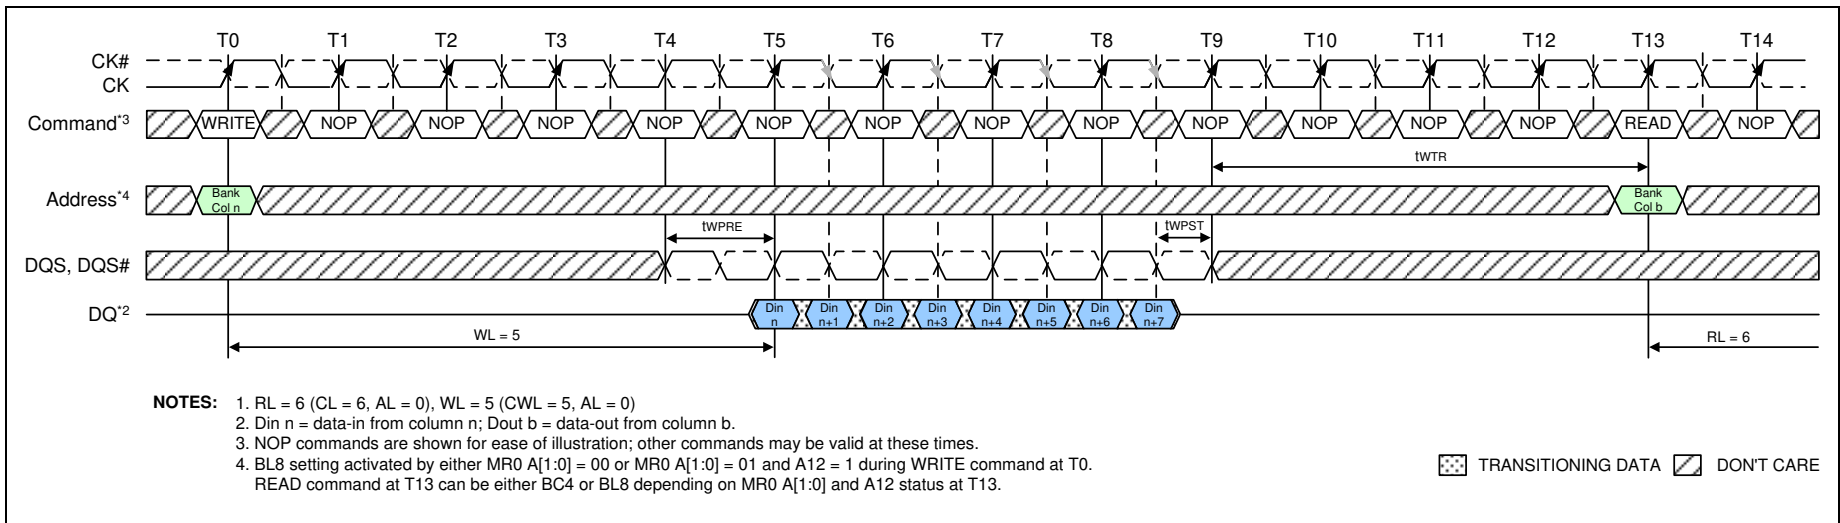 T0 T1 T2 T3 T4 T5 T6 T7 T8 T9 T10 T11 T12 T13 T14
CK#
CK
Command*3 WRITE NOP NOP NOP NOP NOP NOP NOP NOP NOP NOP NOP NOP READ NOP
tWTR
Address*4 Bank Col n Bank Col b
tWPRE tWPST
DQS, DQS#
DQ*2 Din n Din n+1 Din n+2 Din n+3 Din n+4 Din n+5 Din n+6 Din n+7
WL = 5 RL = 6
NOTES: 1. RL = 6 (CL = 6, AL = 0), WL = 5 (CWL = 5, AL = 0)
2. Din n = data-in from column n; Dout b = data-out from column b.
3. NOP commands are shown for ease of illustration; other commands may be valid at these times.
4. BL8 setting activated by either MR0 A[1:0] = 00 or MR0 A[1:0] = 01 and A12 = 1 during WRITE command at T0.
READ command at T13 can be either BC4 or BL8 depending on MR0 A[1:0] and A12 status at T13.
TRANSITIONING DATA DON'T CARE